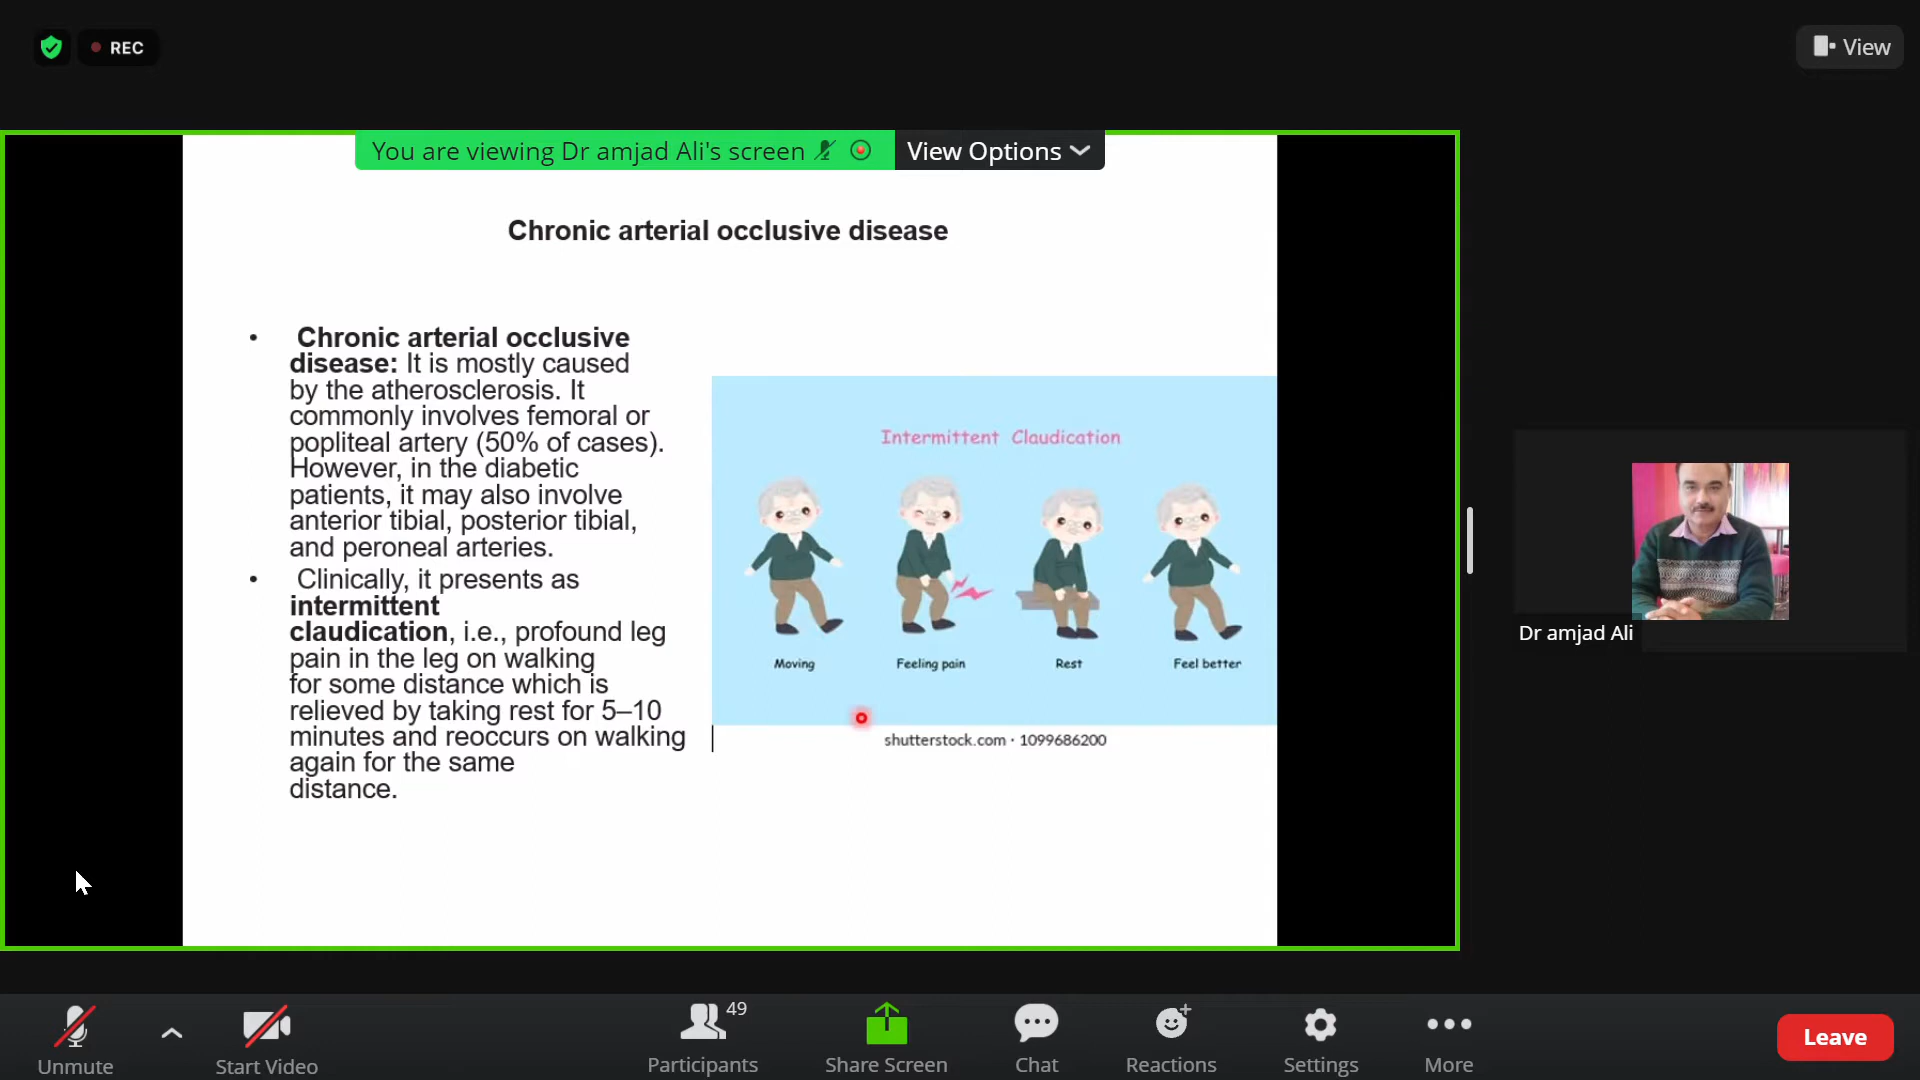 REC
View
You are viewing Dr amjad Ali's screen
View Options
Chronic arterial occlusive disease
• Chronic arterial occlusive
disease: It is mostly caused
by the atherosclerosis. It
commonly involves femoral or
popliteal artery (50% of cases).
However, in the diabetic
patients, it may also involve
anterior tibial, posterior tibial,
and peroneal arteries.
• Clinically, it presents as
intermittent
claudication, i.e., profound leg
pain in the leg on walking
for some distance which is
relieved by taking rest for 5–10
minutes and reoccurs on walking
again for the same
distance.
Intermittent Claudication
Moving
Feeling pain
Rest
Feel better
shutterstock.com · 1099686200
Dr amjad Ali
Unmute
Start Video
49
Participants
Share Screen
Chat
Reactions
Settings
More
Leave